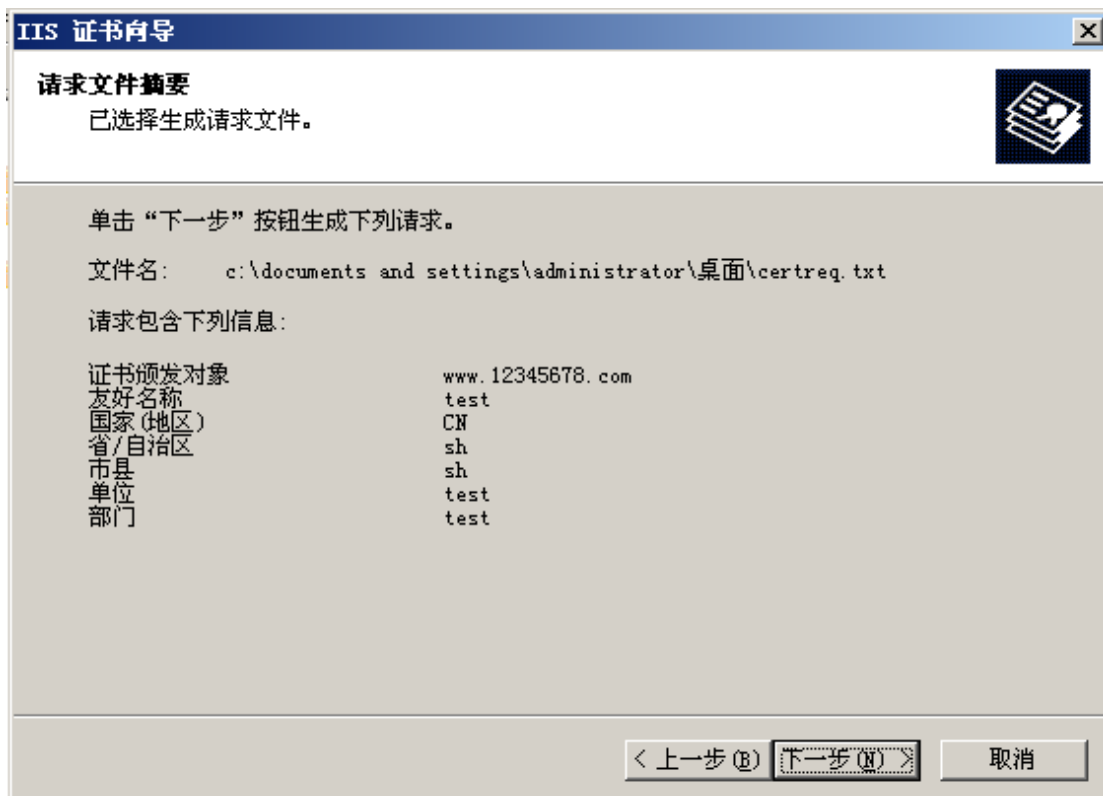 IIS 证书向导
请求文件摘要
已选择生成请求文件。
单击“下一步”按钮生成下列请求。
文件名: c:\documents and settings\administrator\桌面\certreq.txt
请求包含下列信息:
证书颁发对象 www.12345678.com
友好名称 test
国家(地区) CN
省/自治区 sh
市县 sh
单位 test
部门 test
< 上一步(B) 下一步(N) > 取消